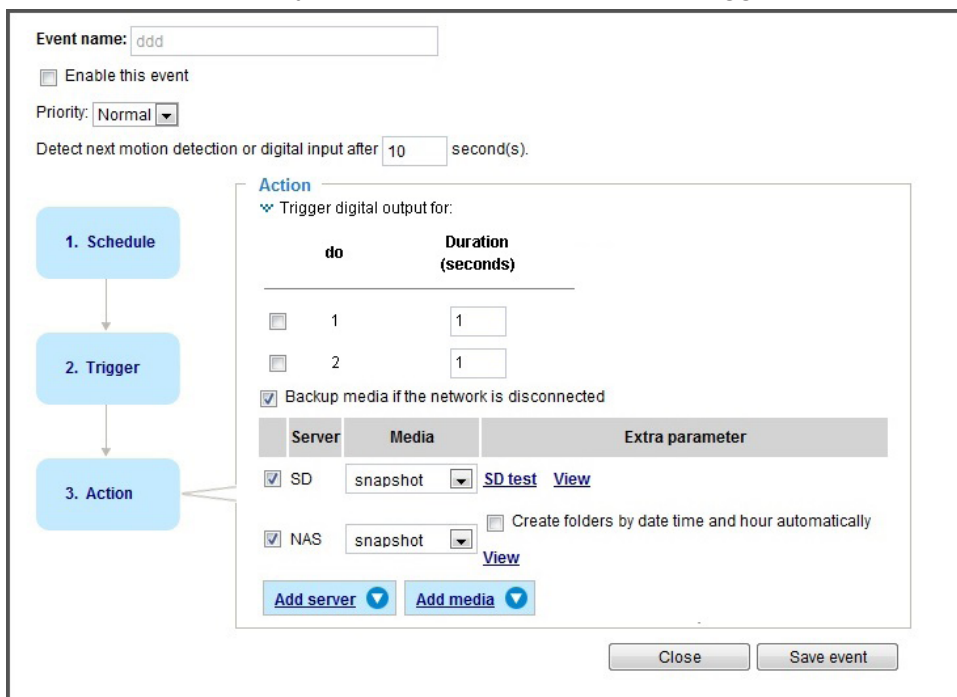 Event name: ddd
Enable this event
Priority: Normal
Detect next motion detection or digital input after 10 second(s).
Action
Trigger digital output for:
do Duration (seconds)
1 1
2 1
Backup media if the network is disconnected
Server Media Extra parameter
SD snapshot SD test View
NAS snapshot Create folders by date time and hour automatically
View
Add server Add media
1. Schedule
2. Trigger
3. Action
Close Save event